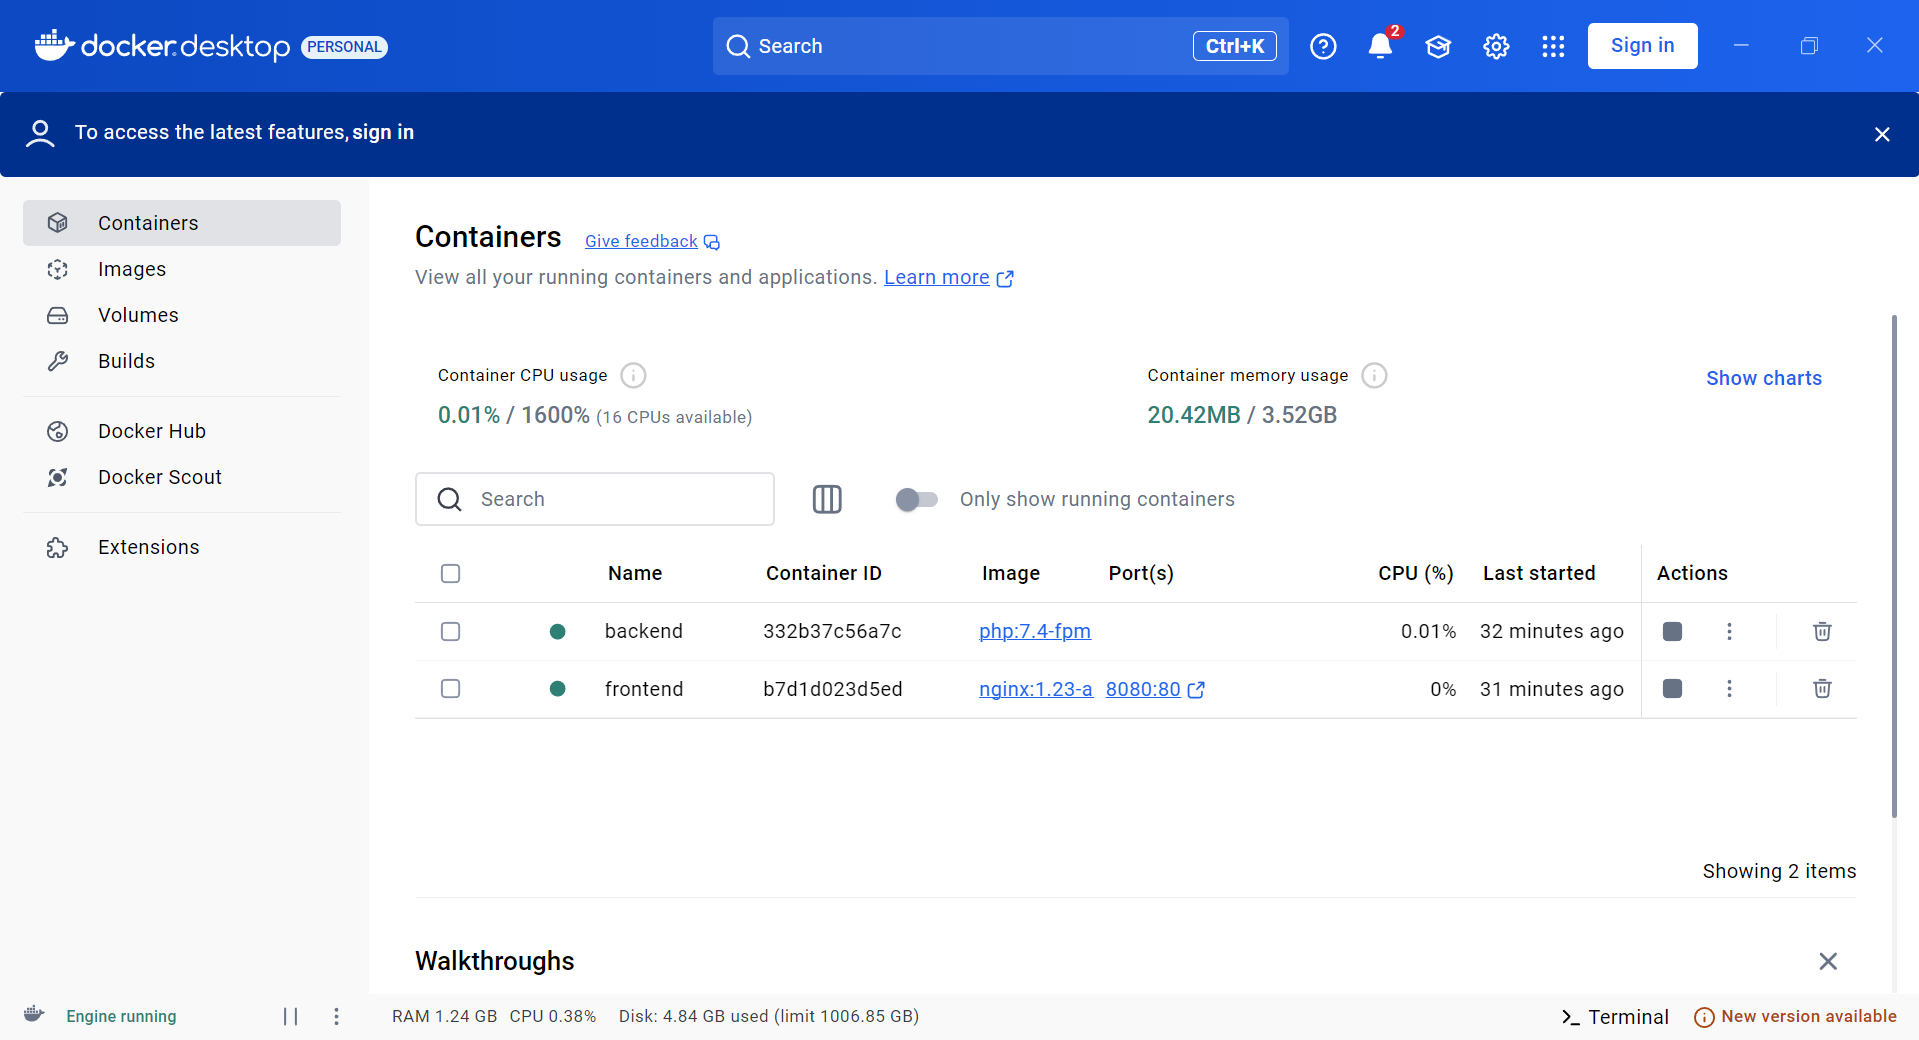 docker.desktop PERSONAL
Search
Ctrl+K
2
Sign in
To access the latest features, sign in
Containers
Images
Volumes
Builds
Docker Hub
Docker Scout
Extensions
Containers Give feedback
View all your running containers and applications. Learn more
Container CPU usage
0.01% / 1600% (16 CPUs available)
Container memory usage
20.42MB / 3.52GB
Show charts
Search
Only show running containers
Name Container ID Image Port(s) CPU (%) Last started Actions
backend 332b37c56a7c php:7.4-fpm 0.01% 32 minutes ago
frontend b7d1d023d5ed nginx:1.23-a 8080:80 0% 31 minutes ago
Showing 2 items
Walkthroughs
Engine running RAM 1.24 GB CPU 0.38% Disk: 4.84 GB used (limit 1006.85 GB) Terminal New version available